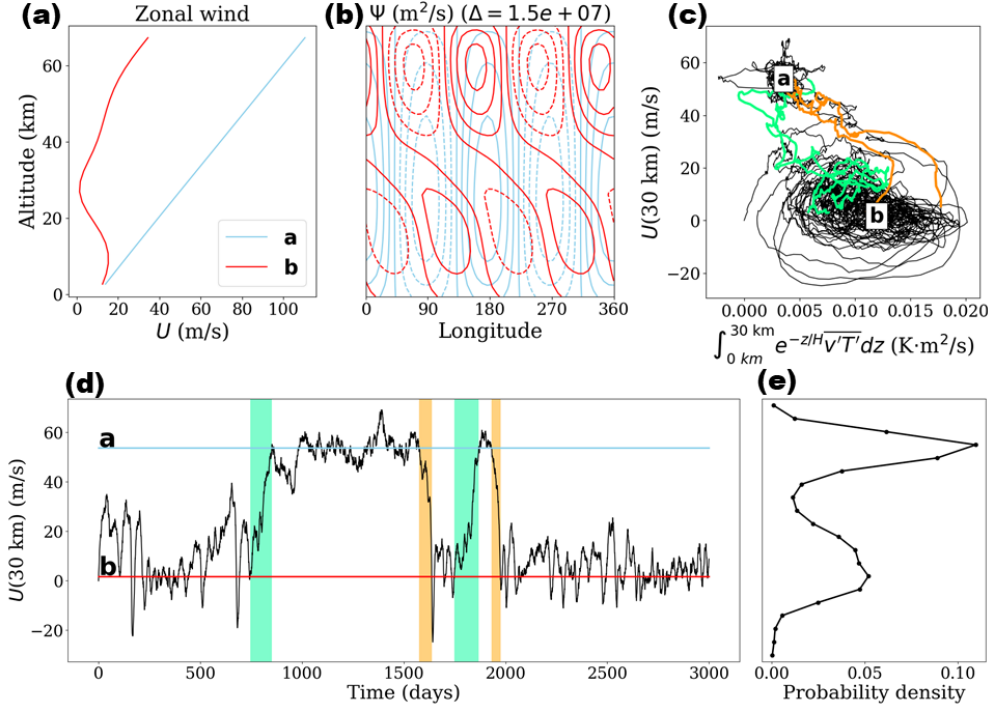 (a)
Zonal wind
Altitude (km)
60
40
20
0
0 20 40 60 80 100
U (m/s)
a
b
(b)
Ψ (m²/s) (Δ = 1.5e + 07)
0 90 180 270 360
Longitude
(c)
U(30 km) (m/s)
60
40
20
0
−20
a
b
0.000 0.005 0.010 0.015 0.020
∫₀ ₖₘ³⁰ ᵏᵐ e^{−z/H} \overline{v′T′}dz (K·m²/s)
(d)
U(30 km) (m/s)
60
40
20
0
−20
a
b
0 500 1000 1500 2000 2500 3000
Time (days)
(e)
0.00 0.05 0.10
Probability density